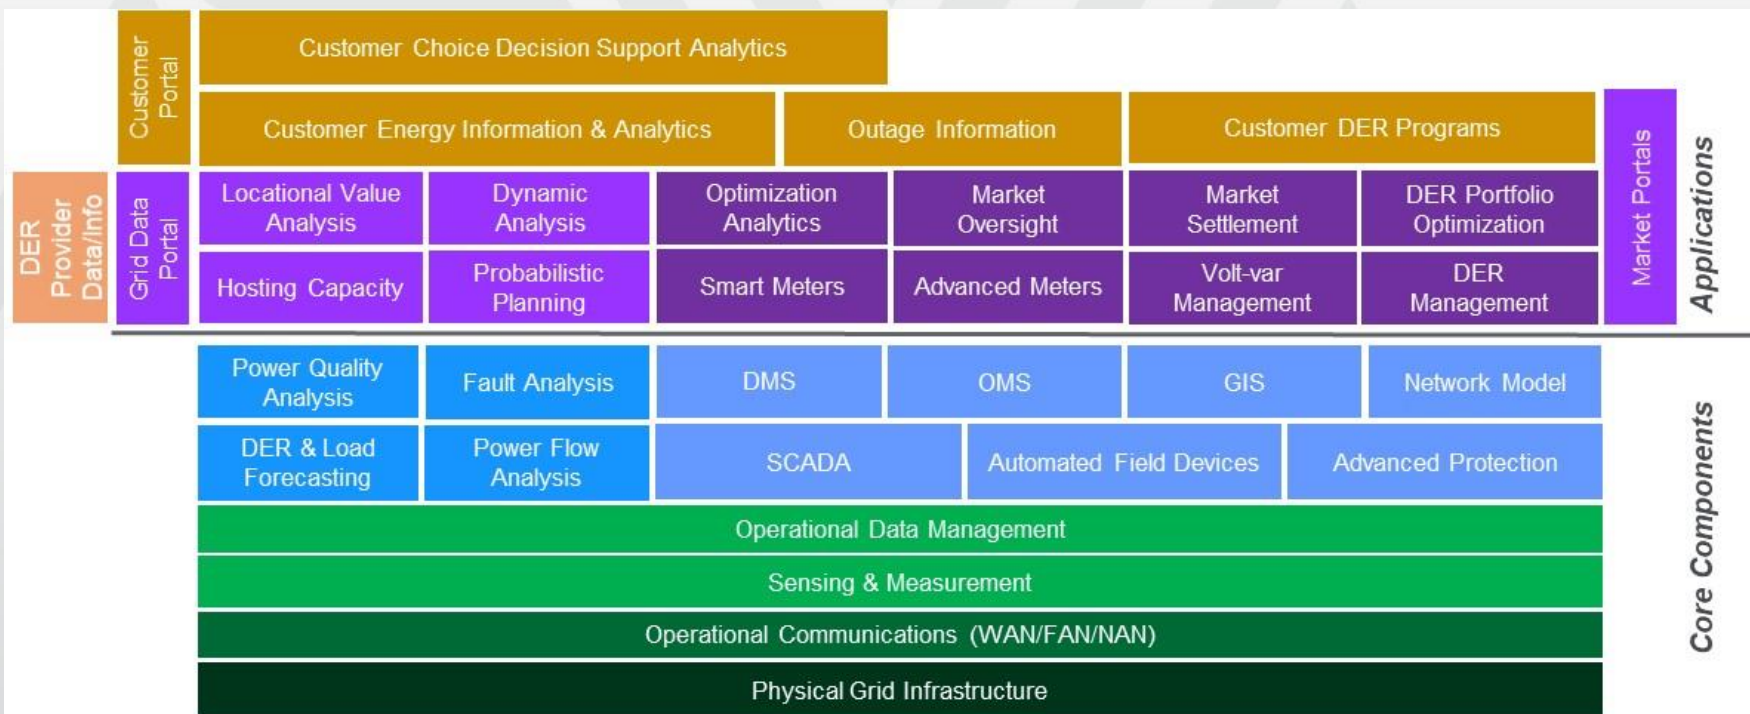 Customer
Portal
Customer Choice Decision Support Analytics
Customer Energy Information & Analytics
Outage Information
Customer DER Programs
DER
Provider
Data/Info
Grid Data
Portal
Locational Value
Analysis
Dynamic
Analysis
Optimization
Analytics
Market
Oversight
Market
Settlement
DER Portfolio
Optimization
Hosting Capacity
Probabilistic
Planning
Smart Meters
Advanced Meters
Volt-var
Management
DER
Management
Market Portals
Applications
Power Quality
Analysis
Fault Analysis
DMS
OMS
GIS
Network Model
DER & Load
Forecasting
Power Flow
Analysis
SCADA
Automated Field Devices
Advanced Protection
Operational Data Management
Sensing & Measurement
Operational Communications (WAN/FAN/NAN)
Physical Grid Infrastructure
Core Components